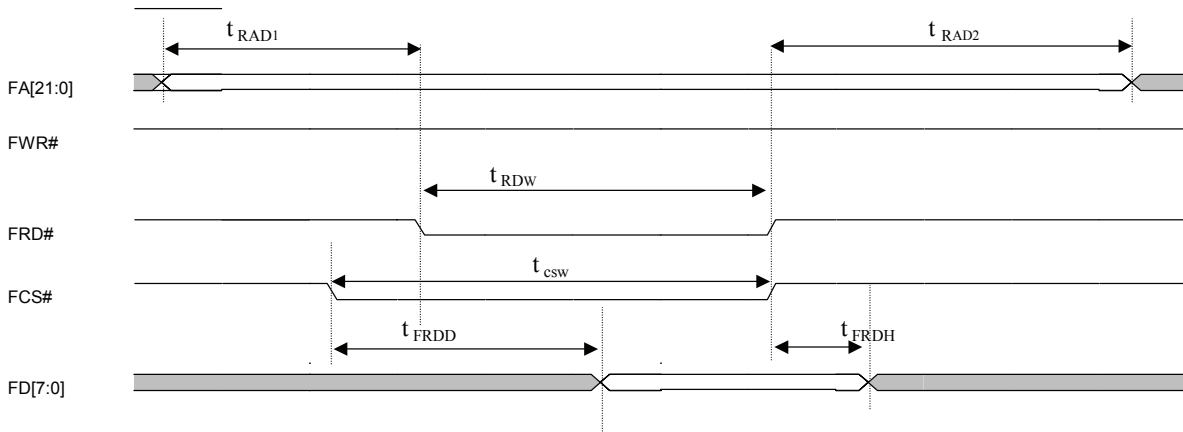 t RAD1 t RAD2
FA[21:0]
FWR#
t RDW
FRD#
t csw
FCS#
t FRDD t FRDH
FD[7:0]